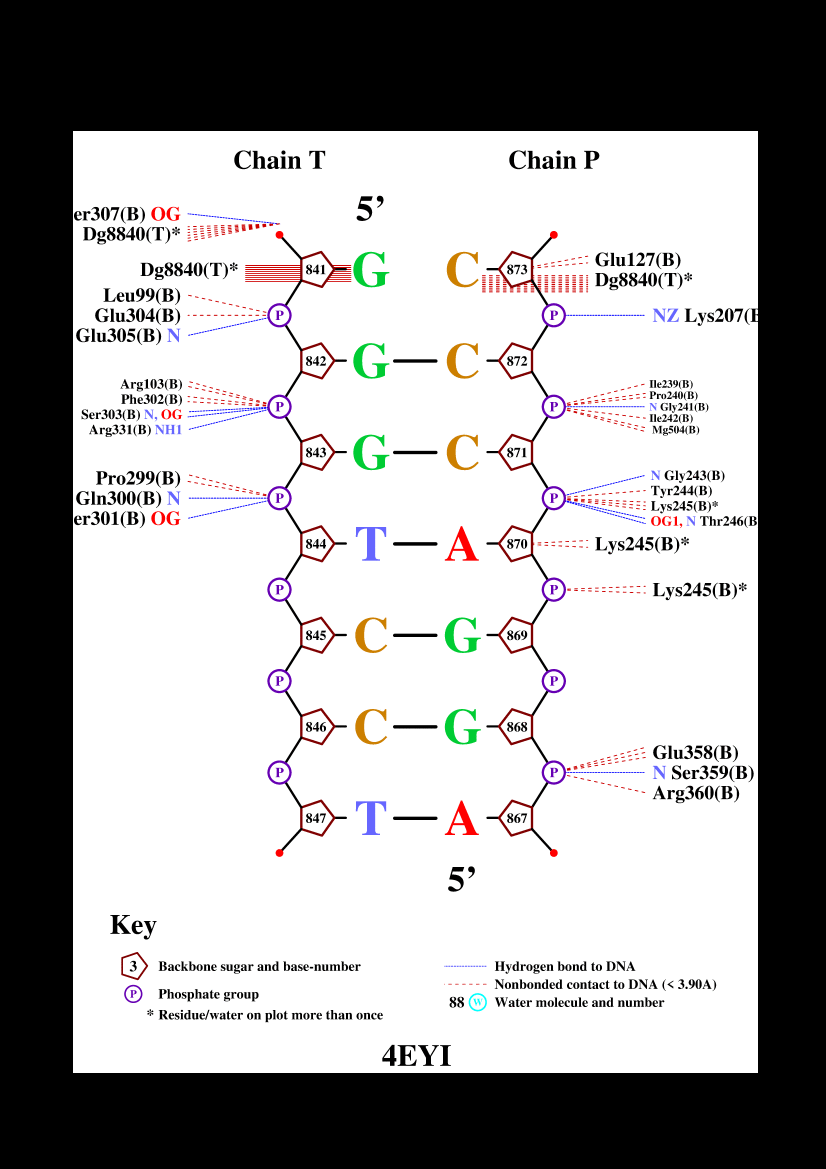 Chain T Chain P
5’
er307(B) OG
Dg8840(T)*
Glu127(B)
Dg8840(T)* 841 G C 873 Dg8840(T)*
Leu99(B)
Glu304(B) P P NZ Lys207(B
Glu305(B) N
842 G C 872
Arg103(B) Ile239(B)
Phe302(B) Pro240(B)
P P N Gly241(B)
Ser303(B) N, OG Ile242(B)
Arg331(B) NH1 Mg504(B)
843 G C 871
Pro299(B) N Gly243(B)
Tyr244(B)
Gln300(B) N P P Lys245(B)*
er301(B) OG OG1, N Thr246(B
844 T A 870 Lys245(B)*
P P Lys245(B)*
845 C G 869
P P
846 C G 868
Glu358(B)
P P N Ser359(B)
Arg360(B)
847 T A 867
5’
Key
3 Backbone sugar and base-number Hydrogen bond to DNA
Nonbonded contact to DNA (< 3.90A)
P Phosphate group 88 W Water molecule and number
* Residue/water on plot more than once
4EYI